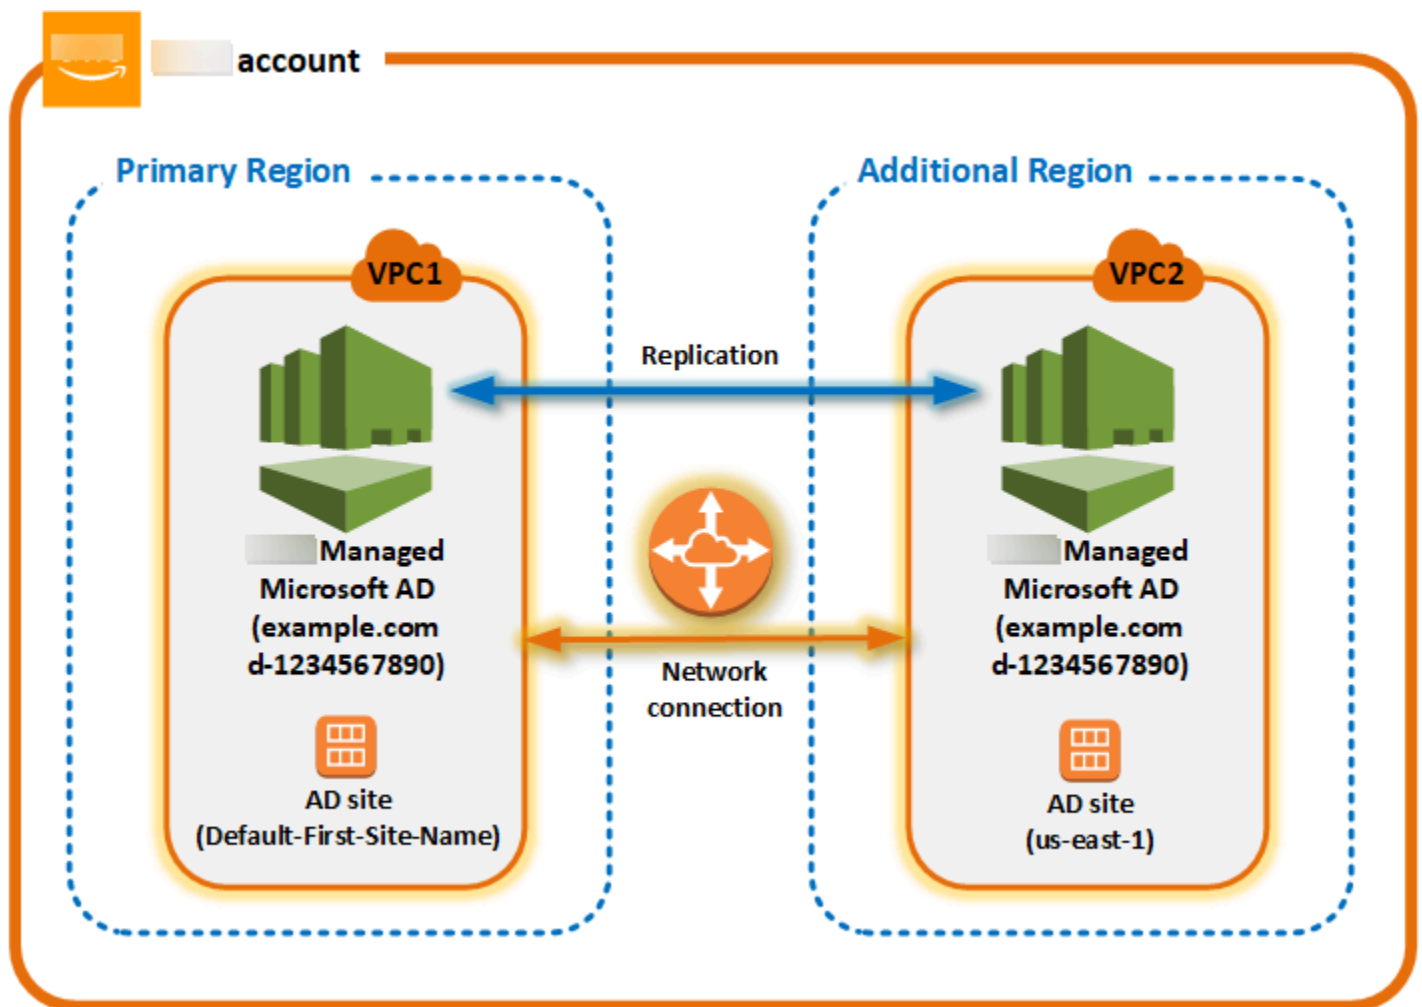 account
Primary Region
Additional Region
VPC1
VPC2
Replication
Managed
Microsoft AD
(example.com
d-1234567890)
Managed
Microsoft AD
(example.com
d-1234567890)
Network
connection
AD site
(Default-First-Site-Name)
AD site
(us-east-1)